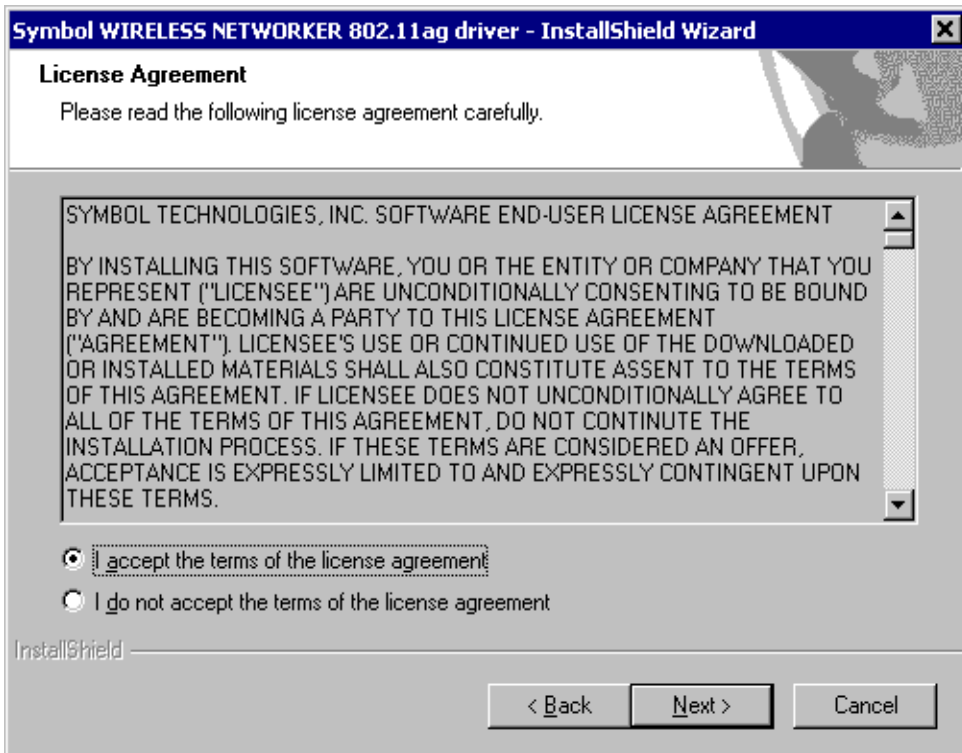 Symbol WIRELESS NETWORKER 802.11ag driver - InstallShield Wizard
License Agreement
Please read the following license agreement carefully.
SYMBOL TECHNOLOGIES, INC. SOFTWARE END-USER LICENSE AGREEMENT
BY INSTALLING THIS SOFTWARE, YOU OR THE ENTITY OR COMPANY THAT YOU
REPRESENT ("LICENSEE") ARE UNCONDITIONALLY CONSENTING TO BE BOUND
BY AND ARE BECOMING A PARTY TO THIS LICENSE AGREEMENT
("AGREEMENT"). LICENSEE'S USE OR CONTINUED USE OF THE DOWNLOADED
OR INSTALLED MATERIALS SHALL ALSO CONSTITUTE ASSENT TO THE TERMS
OF THIS AGREEMENT. IF LICENSEE DOES NOT UNCONDITIONALLY AGREE TO
ALL OF THE TERMS OF THIS AGREEMENT, DO NOT CONTINUTE THE
INSTALLATION PROCESS. IF THESE TERMS ARE CONSIDERED AN OFFER,
ACCEPTANCE IS EXPRESSLY LIMITED TO AND EXPRESSLY CONTINGENT UPON
THESE TERMS.
I accept the terms of the license agreement
I do not accept the terms of the license agreement
InstallShield
< Back
Next >
Cancel